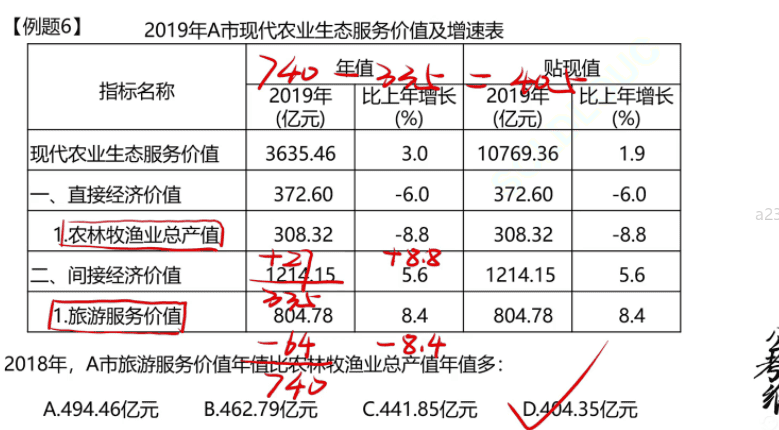 【例题6】
2019年A市现代农业生态服务价值及增速表
指标名称 年值 贴现值
740 - 335 = 405
2019年(亿元) 比上年增长(%) 2019年(亿元) 比上年增长(%)
现代农业生态服务价值 3635.46 3.0 10769.36 1.9
一、直接经济价值 372.60 -6.0 372.60 -6.0
1.农林牧渔业总产值 308.32 -8.8 308.32 -8.8
+27 +8.8
二、间接经济价值 1214.15 5.6 1214.15 5.6
335
1.旅游服务价值 804.78 8.4 804.78 8.4
-64 -8.4
2018年，A市旅游服务价值年值比农林牧渔业总产值年值多：
740
A.494.46亿元 B.462.79亿元 C.441.85亿元 D.404.35亿元
a23